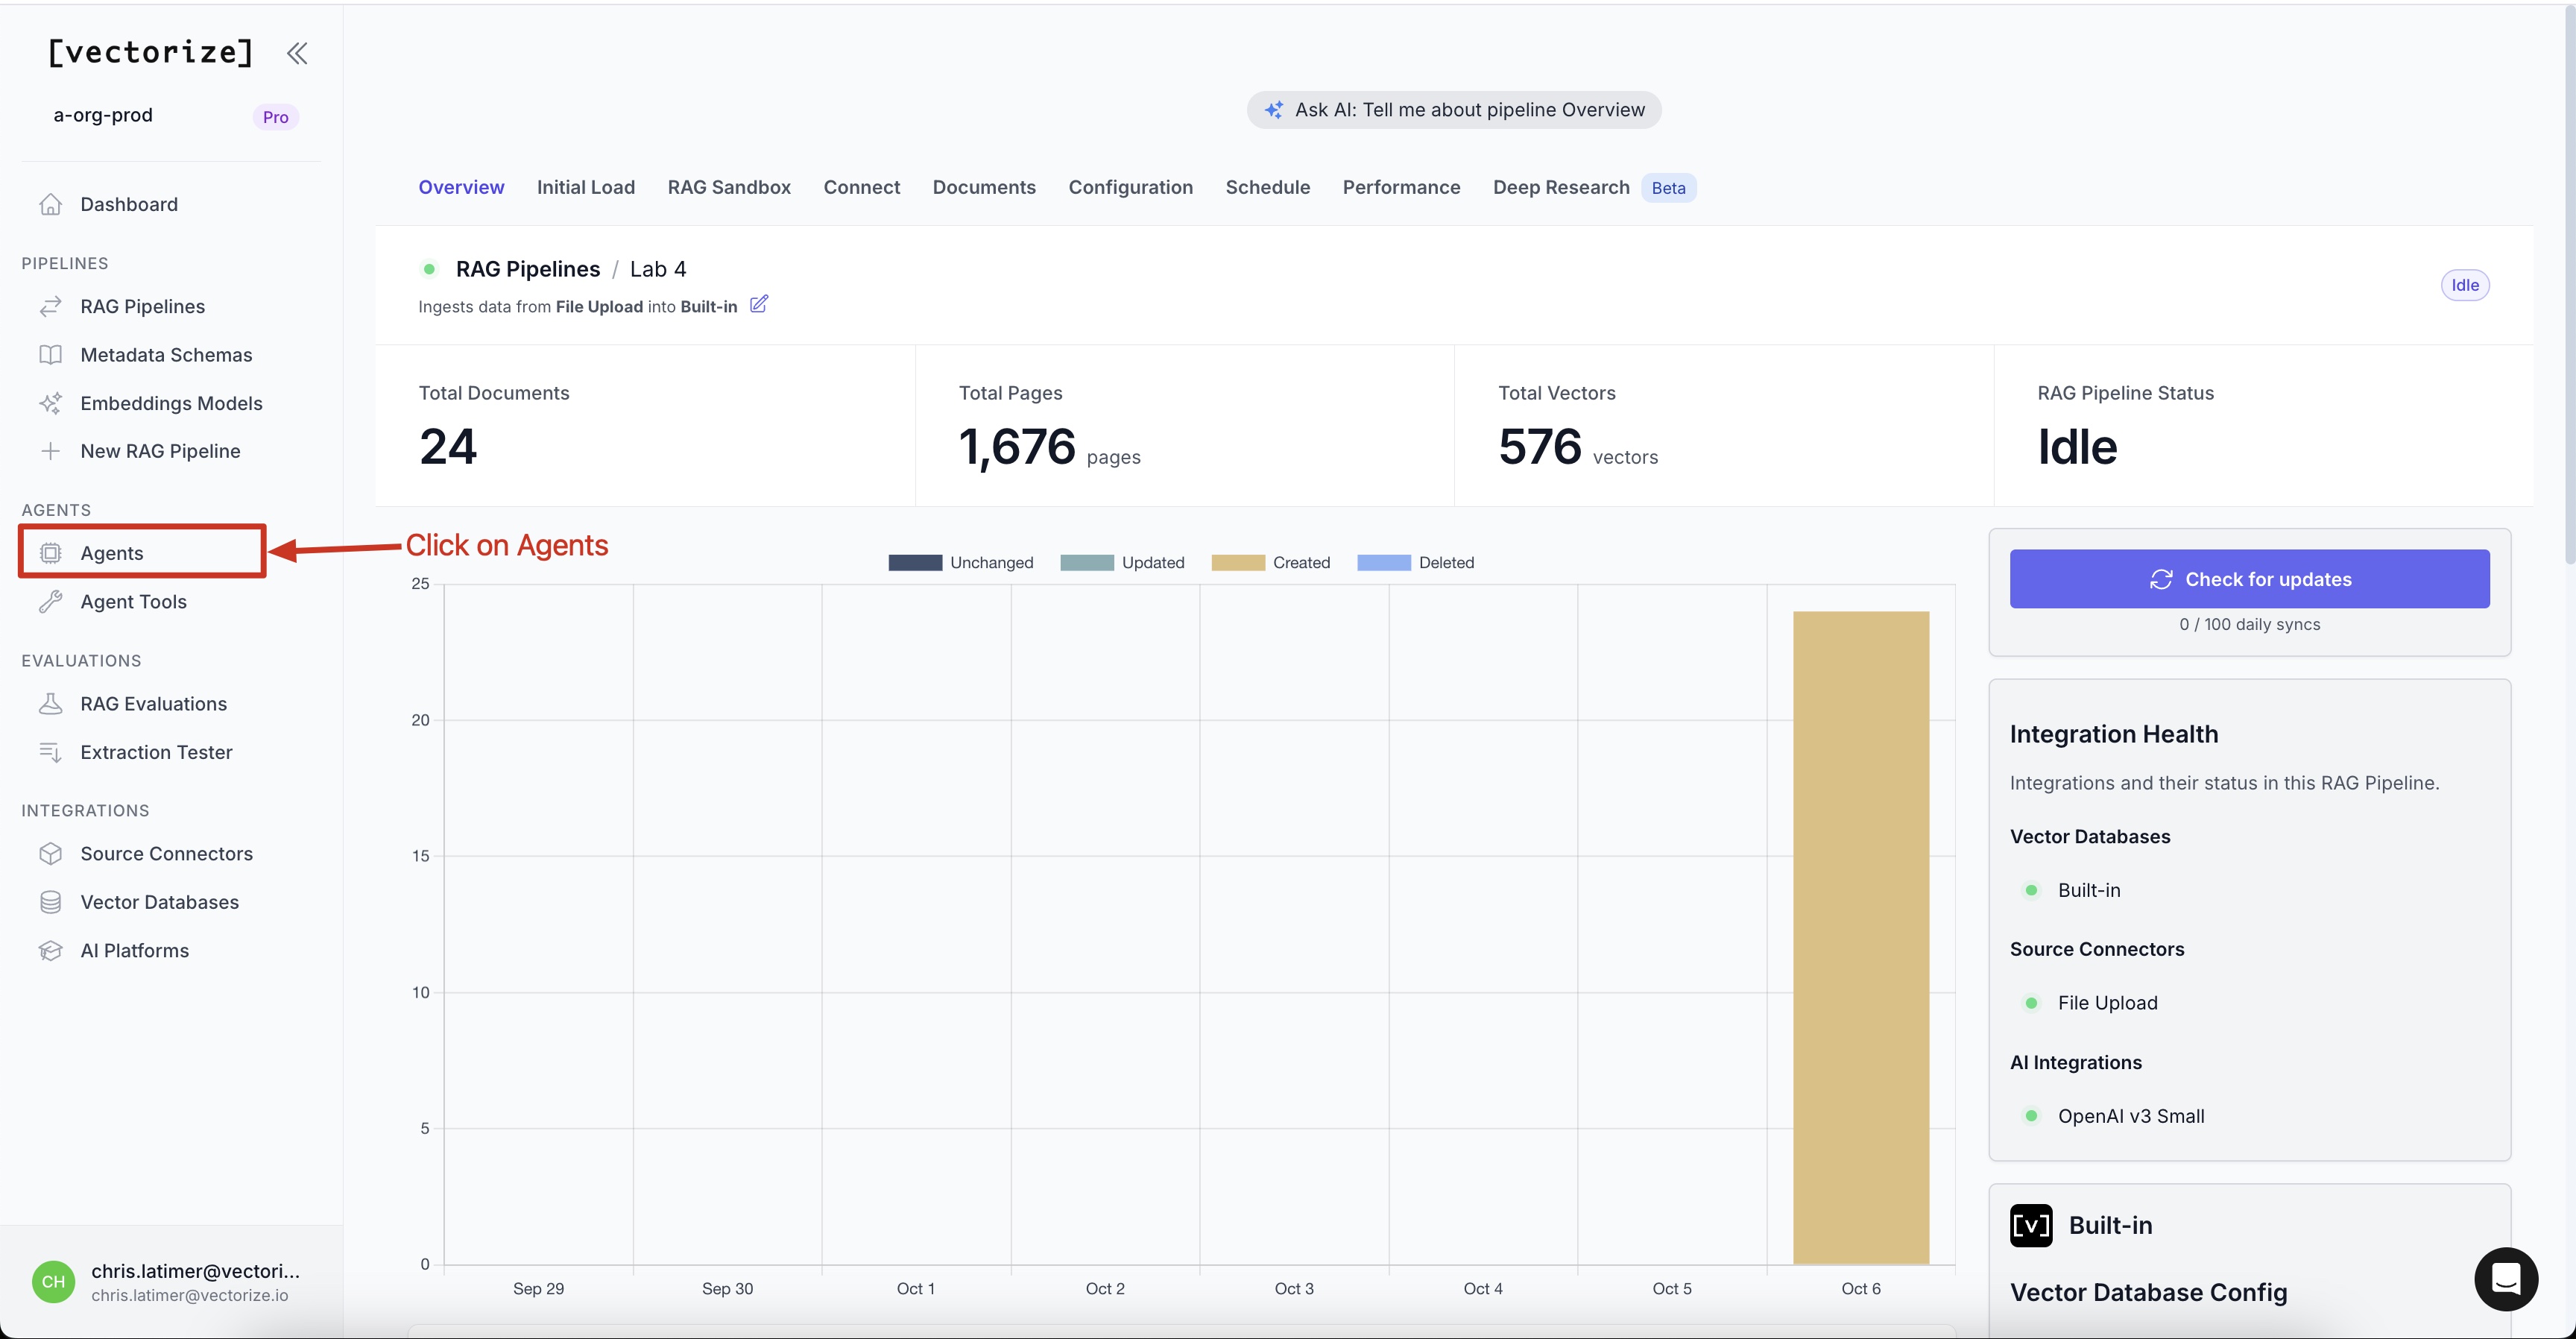 [vectorize]
a-org-prod
Pro
Dashboard
PIPELINES
RAG Pipelines
Metadata Schemas
Embeddings Models
New RAG Pipeline
AGENTS
Agents
Agent Tools
EVALUATIONS
RAG Evaluations
Extraction Tester
INTEGRATIONS
Source Connectors
Vector Databases
AI Platforms
CH
chris.latimer@vectori...
chris.latimer@vectorize.io
Ask AI: Tell me about pipeline Overview
Overview Initial Load RAG Sandbox Connect Documents Configuration Schedule Performance Deep Research Beta
RAG Pipelines / Lab 4
Ingests data from File Upload into Built-in
Idle
Total Documents
24
Total Pages
1,676 pages
Total Vectors
576 vectors
RAG Pipeline Status
Idle
Click on Agents
Unchanged Updated Created Deleted
25
20
15
10
5
0
Sep 29 Sep 30 Oct 1 Oct 2 Oct 3 Oct 4 Oct 5 Oct 6
Check for updates
0 / 100 daily syncs
Integration Health
Integrations and their status in this RAG Pipeline.
Vector Databases
Built-in
Source Connectors
File Upload
AI Integrations
OpenAI v3 Small
[v] Built-in
Vector Database Config